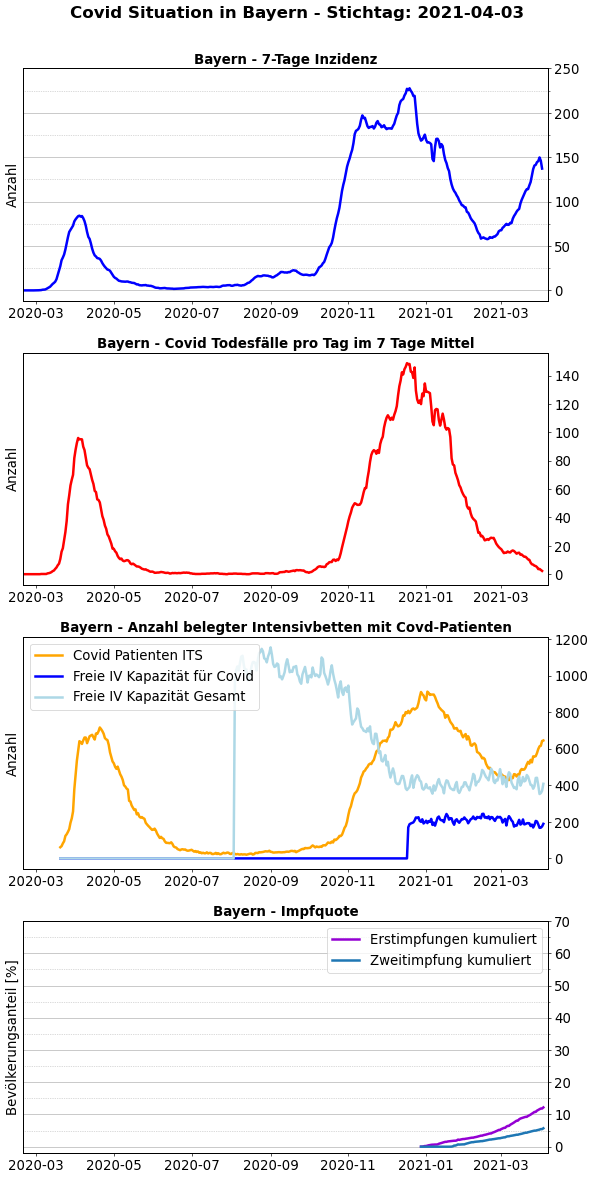 Covid Situation in Bayern - Stichtag: 2021-04-03
Bayern - 7-Tage Inzidenz
Anzahl
250
200
150
100
50
0
2020-03 2020-05 2020-07 2020-09 2020-11 2021-01 2021-03
Bayern - Covid Todesfälle pro Tag im 7 Tage Mittel
Anzahl
140
120
100
80
60
40
20
0
2020-03 2020-05 2020-07 2020-09 2020-11 2021-01 2021-03
Bayern - Anzahl belegter Intensivbetten mit Covd-Patienten
Covid Patienten ITS
Freie IV Kapazität für Covid
Freie IV Kapazität Gesamt
Anzahl
1200
1000
800
600
400
200
0
2020-03 2020-05 2020-07 2020-09 2020-11 2021-01 2021-03
Bayern - Impfquote
Erstimpfungen kumuliert
Zweitimpfung kumuliert
Bevölkerungsanteil [%]
70
60
50
40
30
20
10
0
2020-03 2020-05 2020-07 2020-09 2020-11 2021-01 2021-03